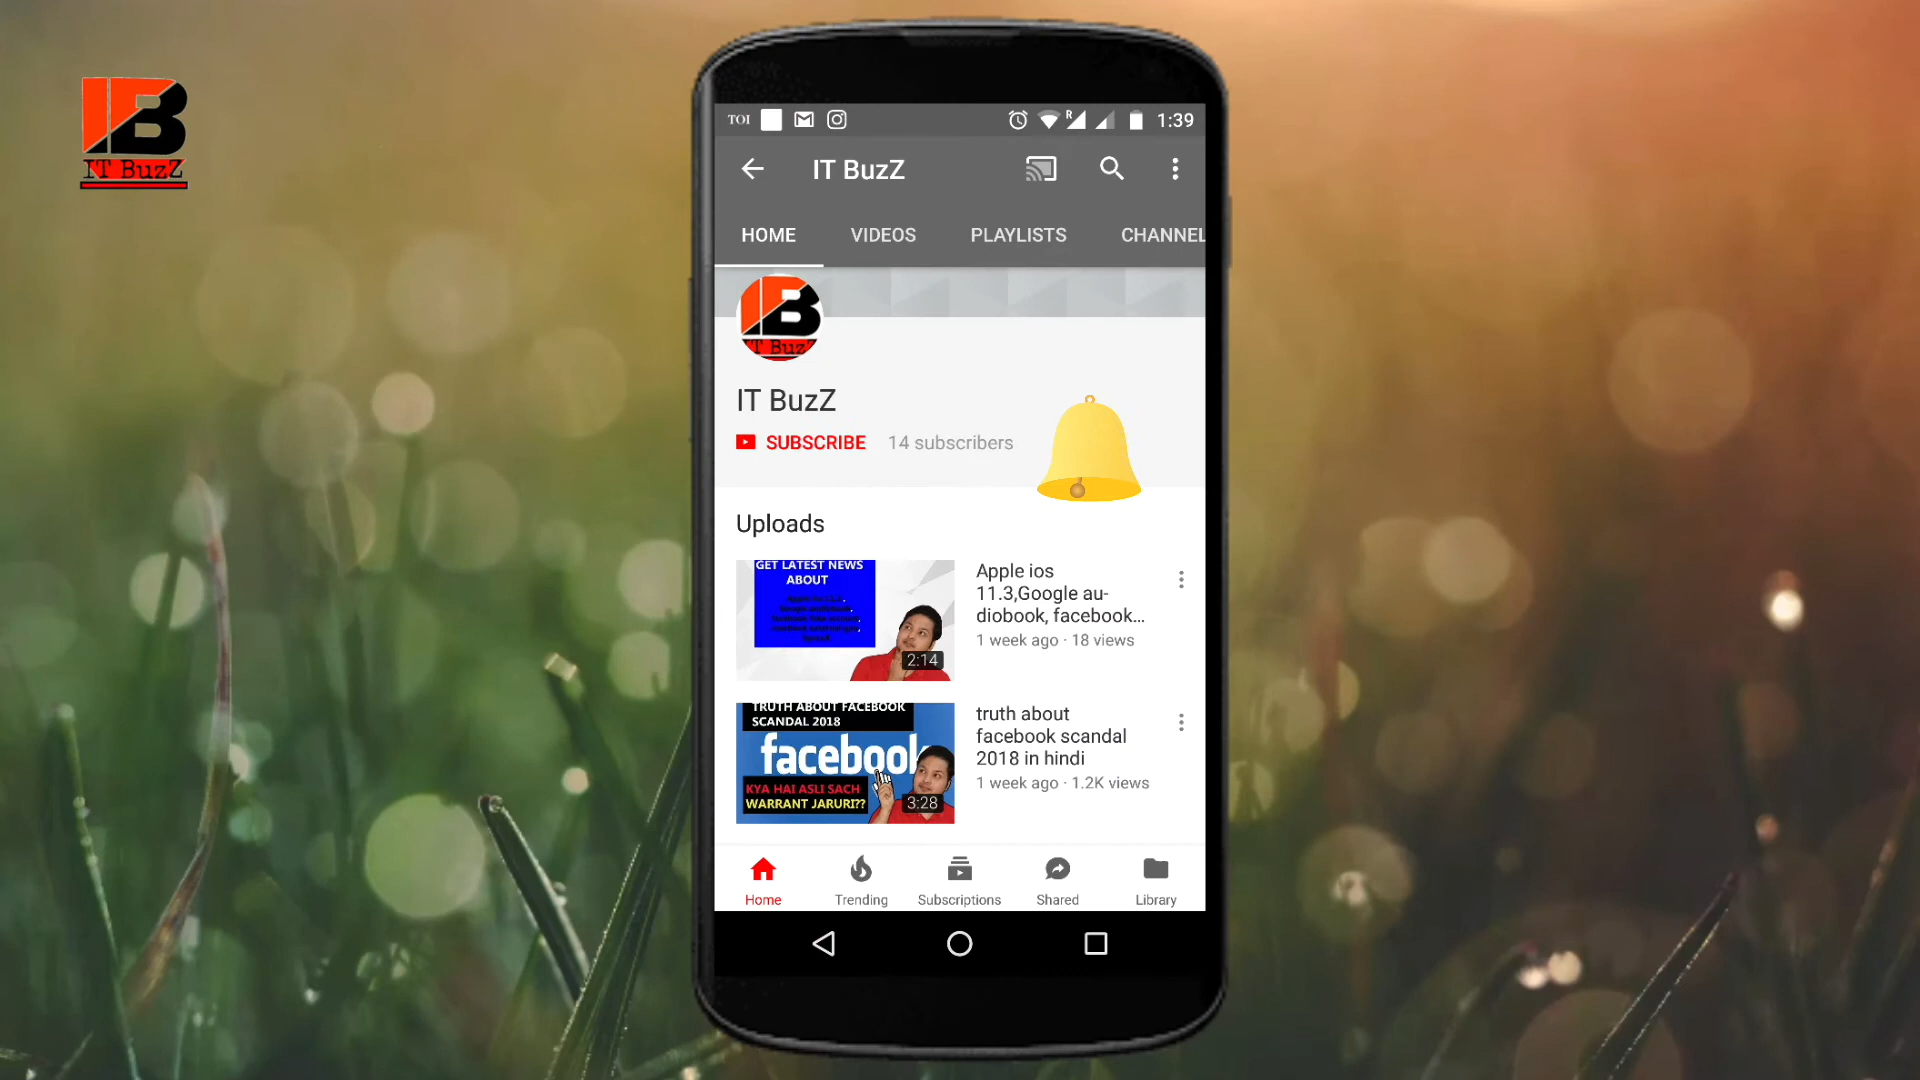 IB
IT BuzZ
TOI
R
1:39
IT BuzZ
HOME VIDEOS PLAYLISTS CHANNEL
IB
IT BuzZ
IT BuzZ
SUBSCRIBE 14 subscribers
Uploads
GET LATEST NEWS
ABOUT
2:14
Apple ios
11.3,Google au-
diobook, facebook...
1 week ago · 18 views
TRUTH ABOUT FACEBOOK
SCANDAL 2018
facebook
KYA HAI ASLI SACH
WARRANT JARURI??
3:28
truth about
facebook scandal
2018 in hindi
1 week ago · 1.2K views
Home Trending Subscriptions Shared Library